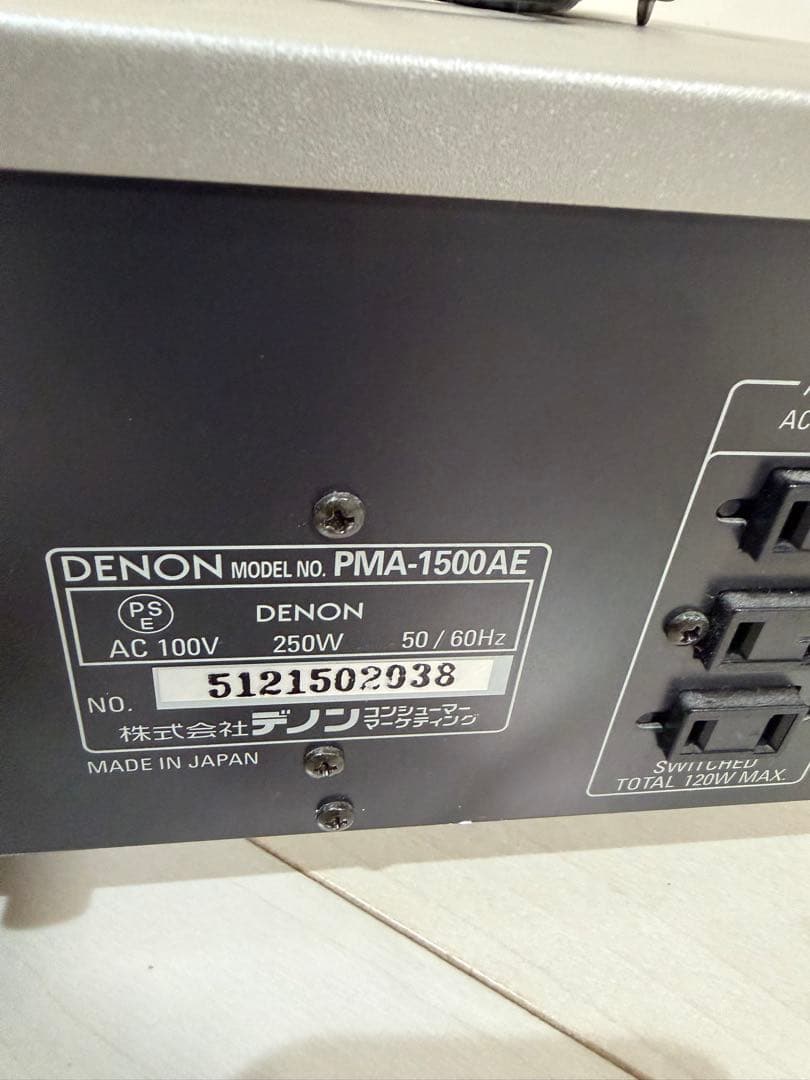 DENON MODEL NO. PMA-1500AE
PSE DENON
AC 100V 250W 50/60Hz
NO. 5121502038
株式会社デノン コンシューマー
マーケティング
MADE IN JAPAN
AC
SWITCHED
TOTAL 120W MAX.